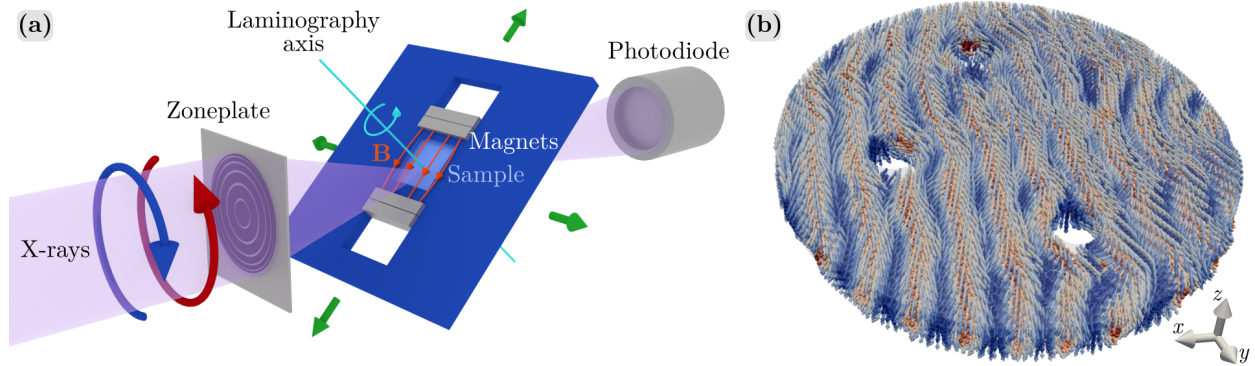 (a)
Laminography
axis
Photodiode
Zoneplate
Magnets
B
Sample
X-rays
(b)
z
x
y